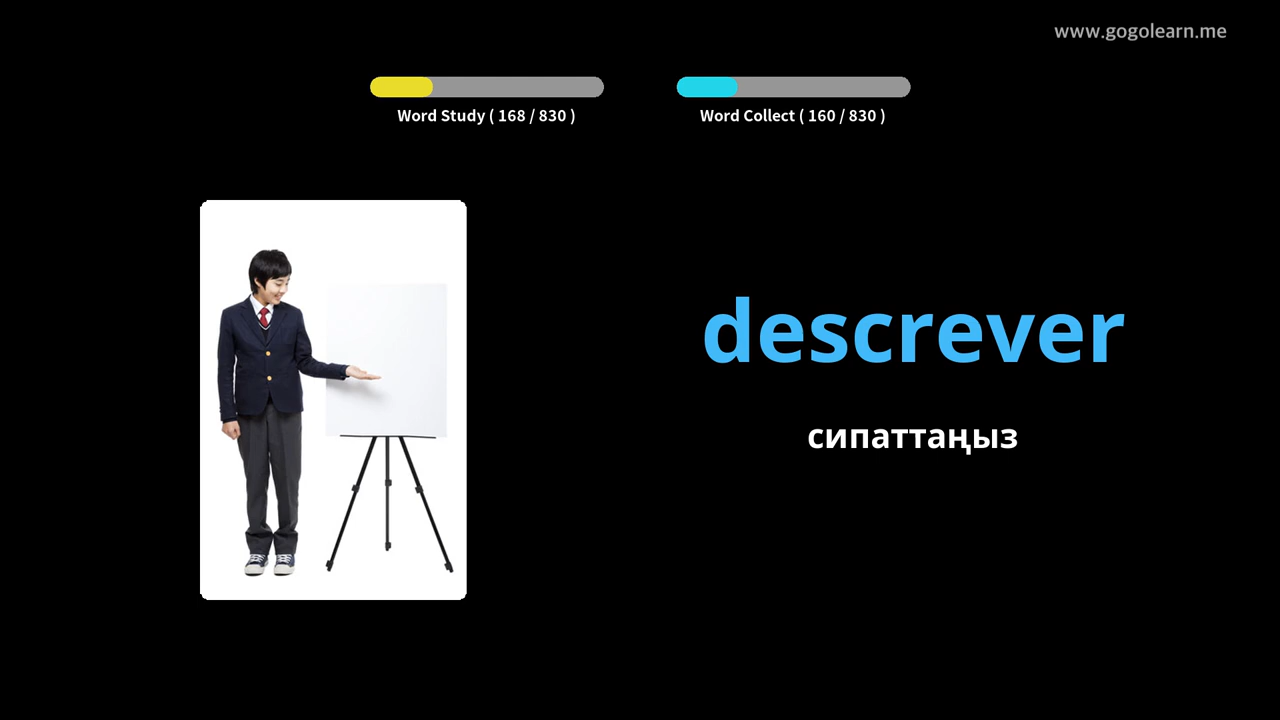 www.gogolearn.me
Word Study ( 168 / 830 )
Word Collect ( 160 / 830 )
descrever
сипаттаңыз